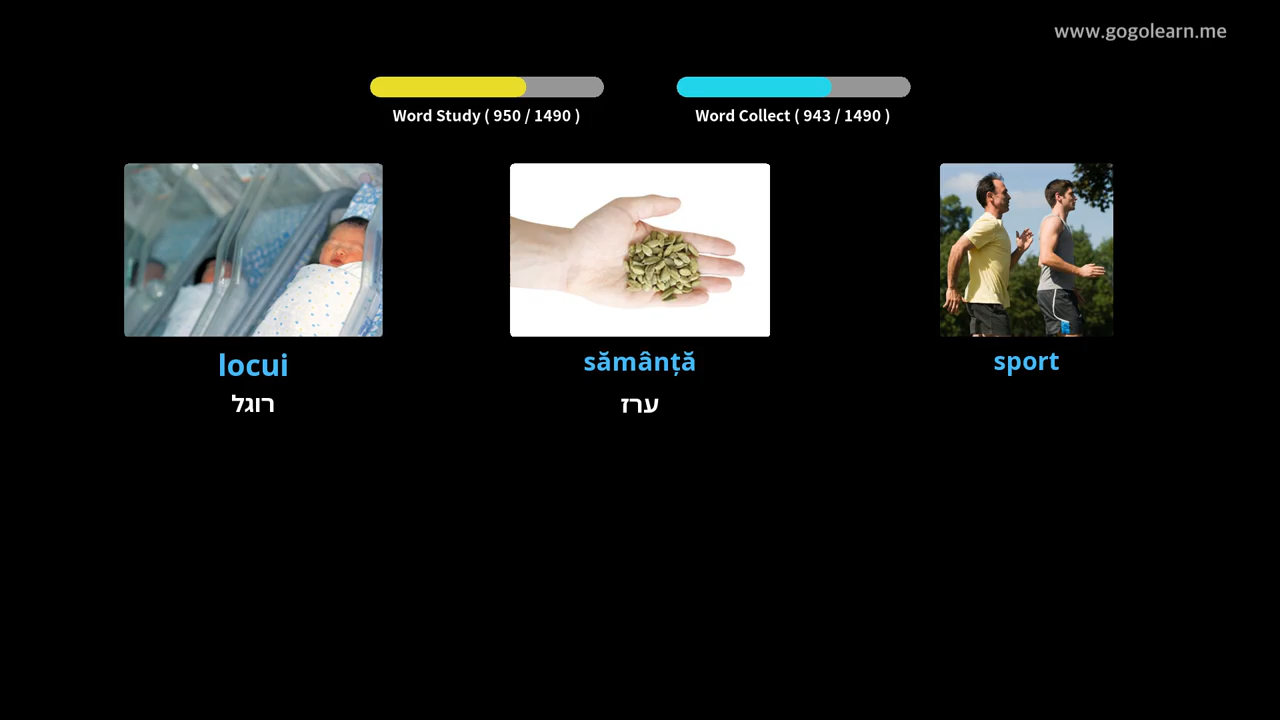 www.gogolearn.me
Word Study ( 950 / 1490 )
Word Collect ( 943 / 1490 )
locui
רוגל
sămânță
ערז
sport